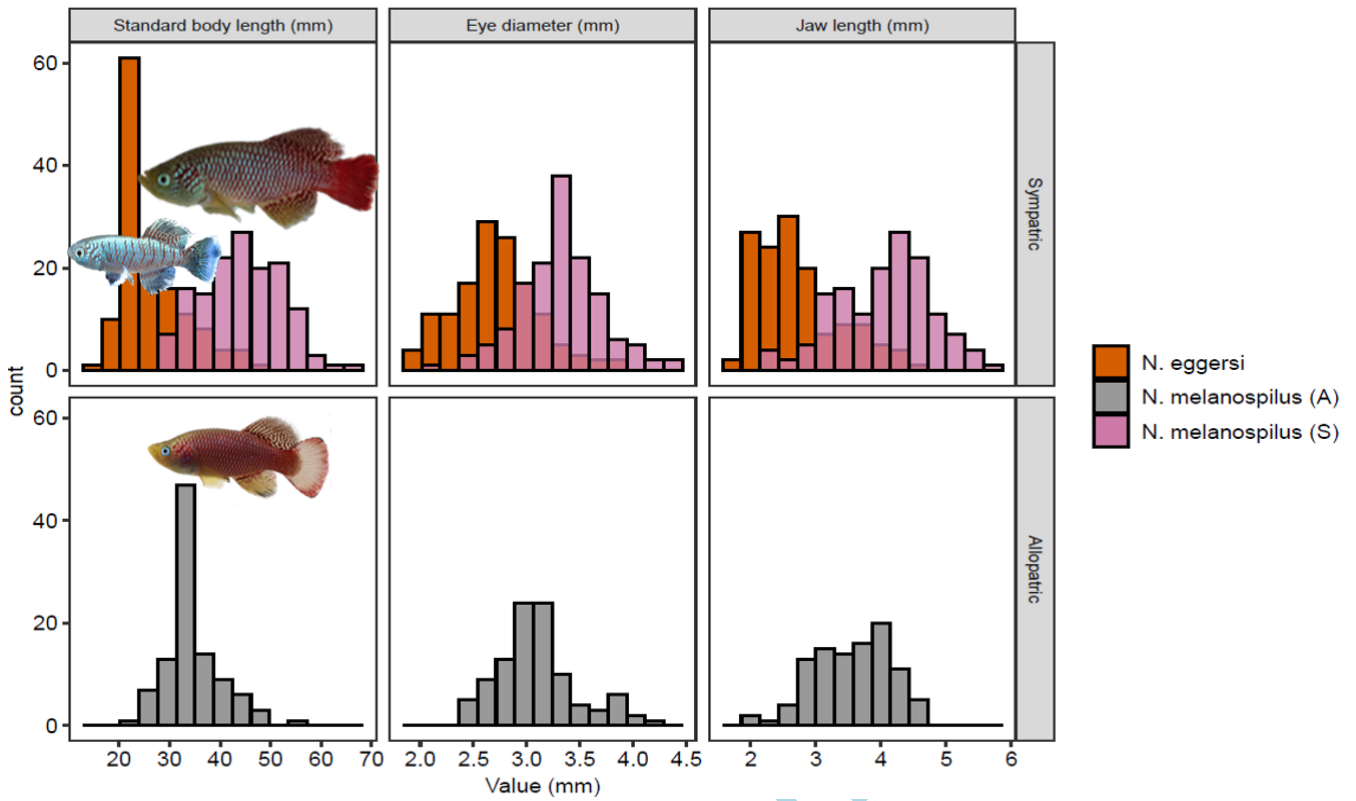 Standard body length (mm) Eye diameter (mm) Jaw length (mm)
60
40
20
0
Sympatric
count
N. eggersi
N. melanospilus (A)
N. melanospilus (S)
60
40
20
0
Allopatric
20 30 40 50 60 70 2.0 2.5 3.0 3.5 4.0 4.5 2 3 4 5 6
Value (mm)